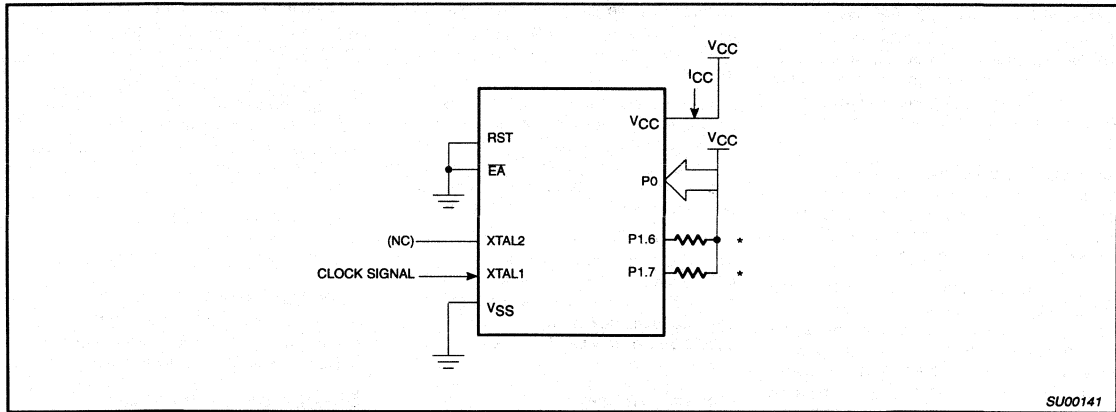 VCC
ICC
VCC
VCC
RST
EA
P0
(NC)
XTAL2
P1.6
*
CLOCK SIGNAL
XTAL1
P1.7
*
VSS
SU00141